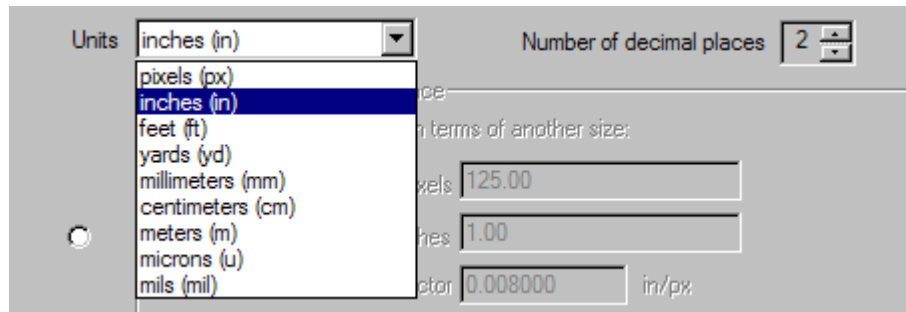 Units inches (in) Number of decimal places 2
pixels (px)
inches (in)
feet (ft)
of another size:
yards (yd)
millimeters (mm)
125.00
centimeters (cm)
meters (m)
1.00
microns (u)
mils (mil)
0.008000 in/px